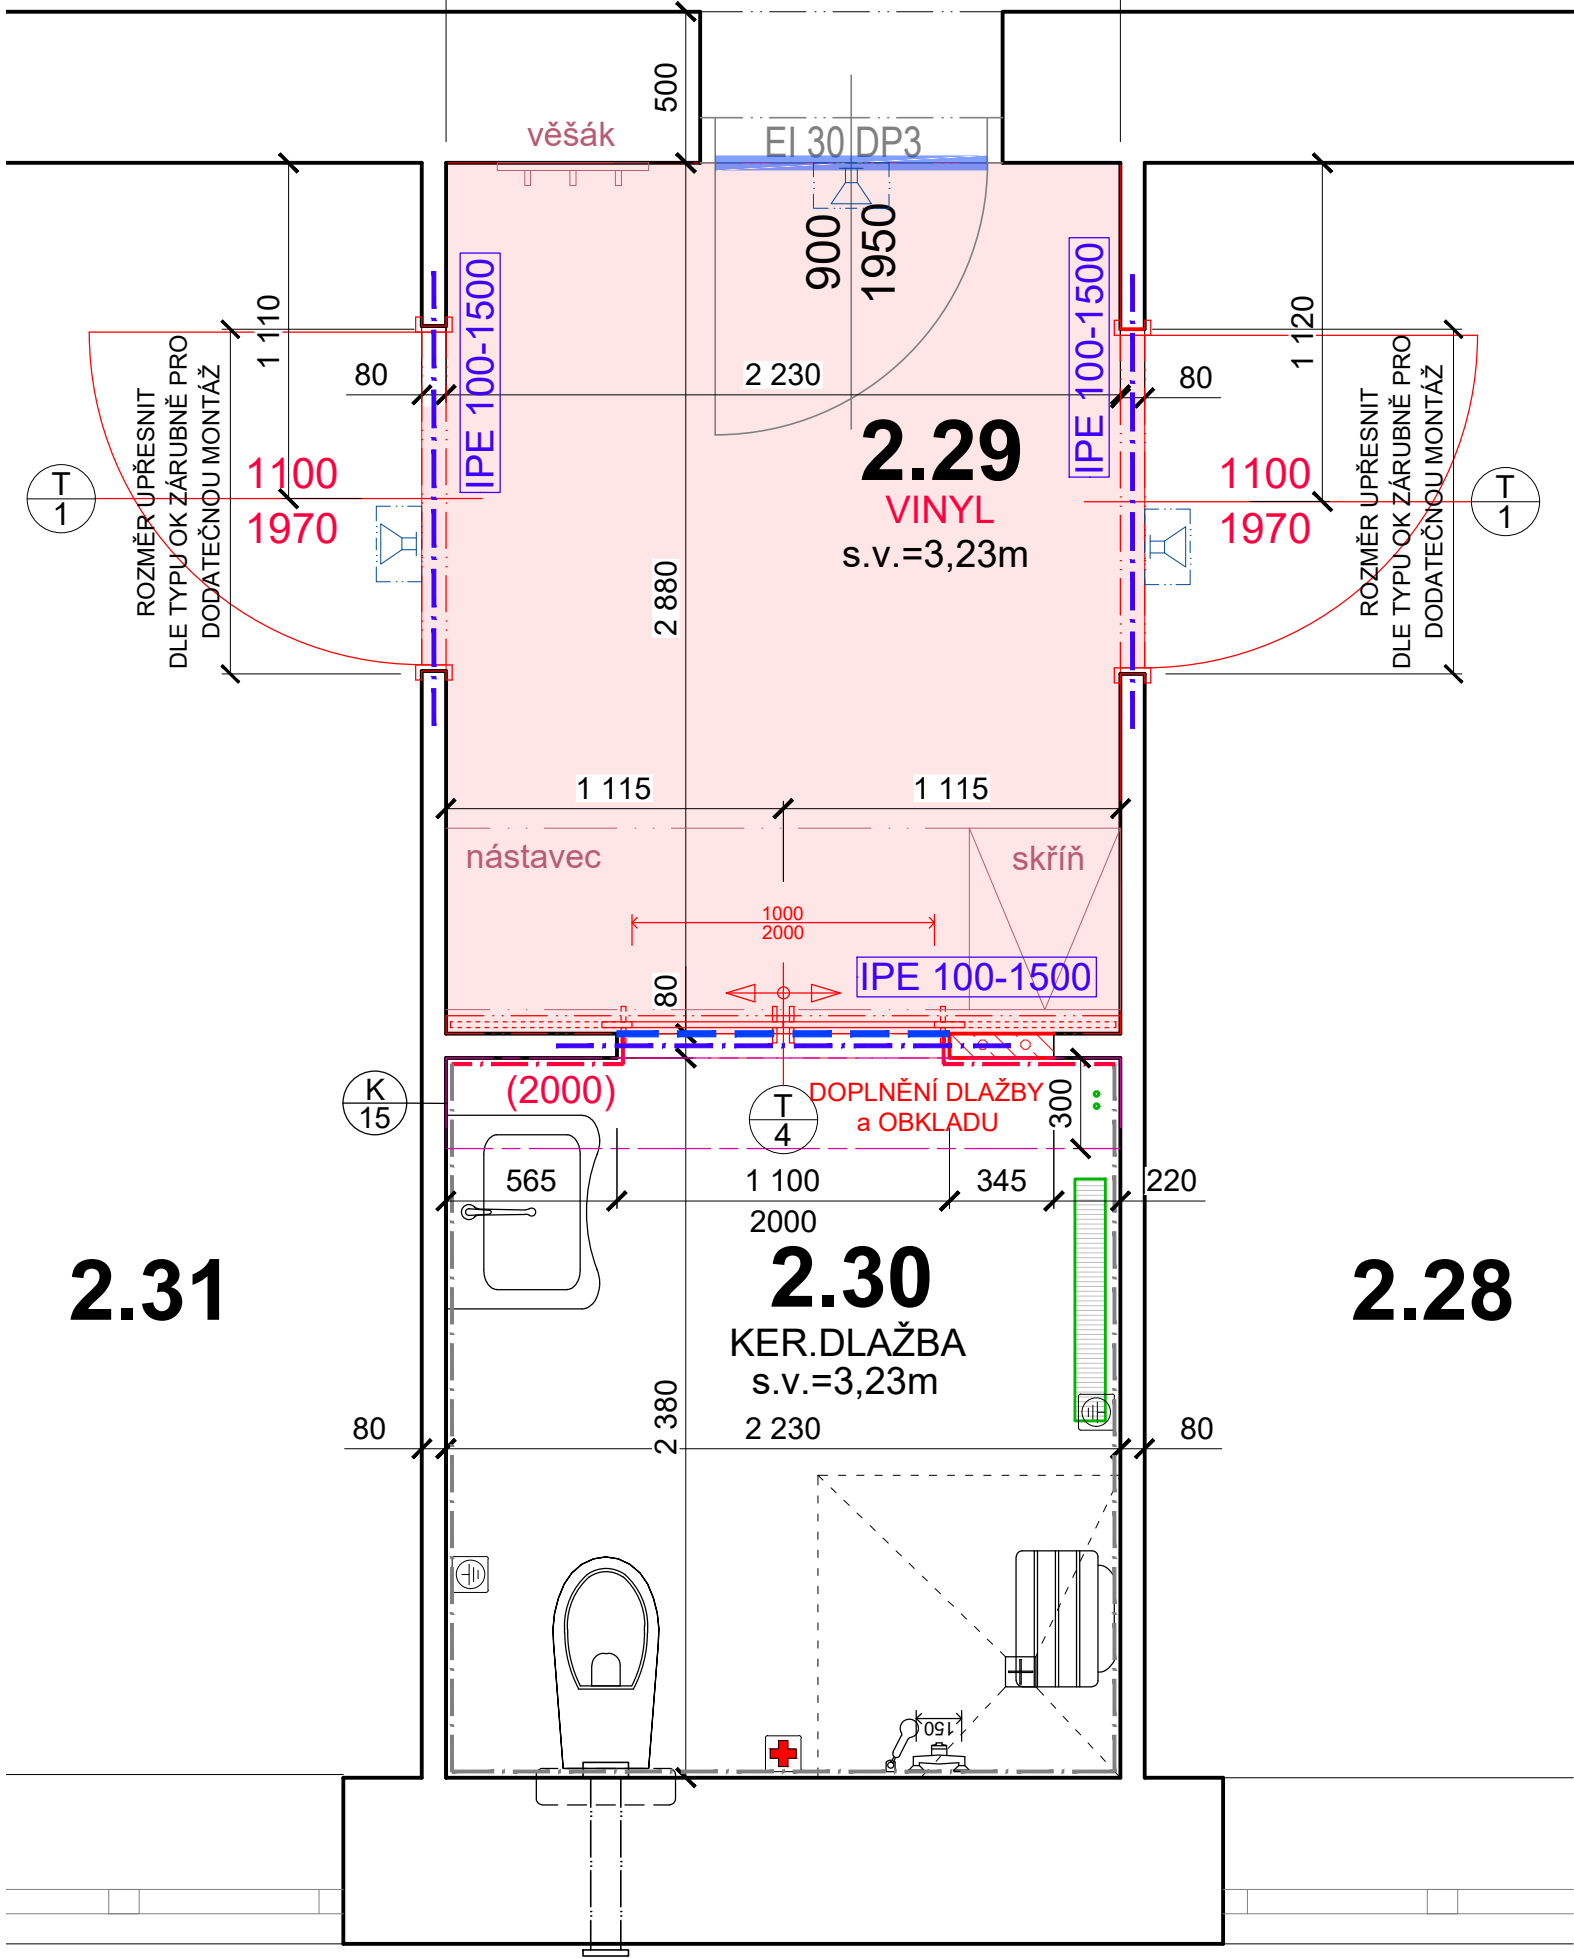 500
věšák
EI 30 DP3
900
1950
IPE 100-1500
IPE 100-1500
1 110
1 120
80
2 230
80
ROZMĚR UPŘESNIT
DLE TYPU OK ZÁRUBNĚ PRO
DODATEČNOU MONTÁŽ
ROZMĚR UPŘESNIT
DLE TYPU OK ZÁRUBNĚ PRO
DODATEČNOU MONTÁŽ
2.29
VINYL
s.v.=3,23m
T
1
1100
1970
1100
1970
T
1
2 880
1 115
1 115
nástavec
skříň
1000
2000
IPE 100-1500
80
K
15
(2000)
T
4
DOPLNĚNÍ DLAŽBY
a OBKLADU
300
565
1 100
345
220
2000
2.31
2.30
2.28
KER.DLAŽBA
s.v.=3,23m
2 380
80
2 230
80
150